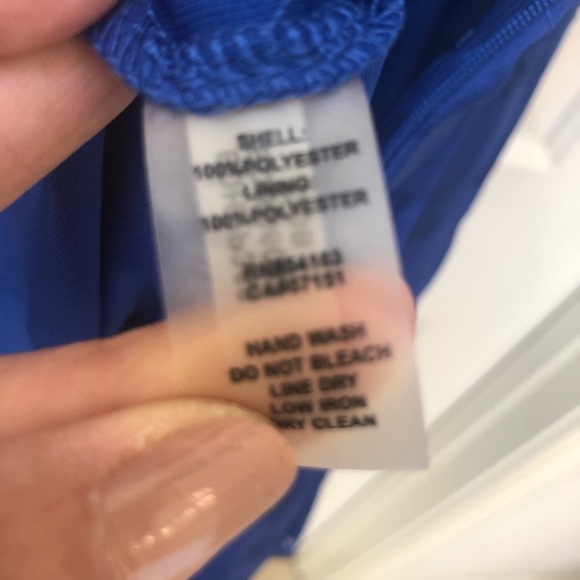 SHELL:
100%POLYESTER
LINING:
100%POLYESTER
HAND WASH
DO NOT BLEACH
LINE DRY
LOW IRON
DRY CLEAN